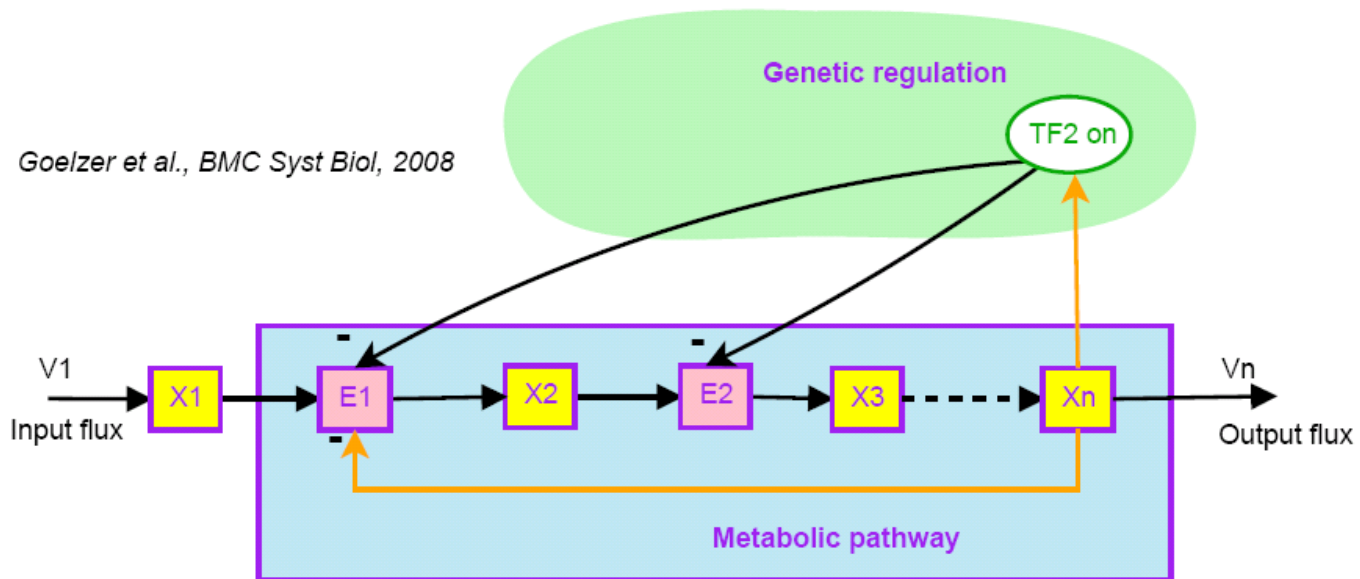 Genetic regulation
TF2 on
Goelzer et al., BMC Syst Biol, 2008
-
-
V1
X1
E1
X2
E2
X3
Xn
Vn
-
Input flux
Output flux
Metabolic pathway